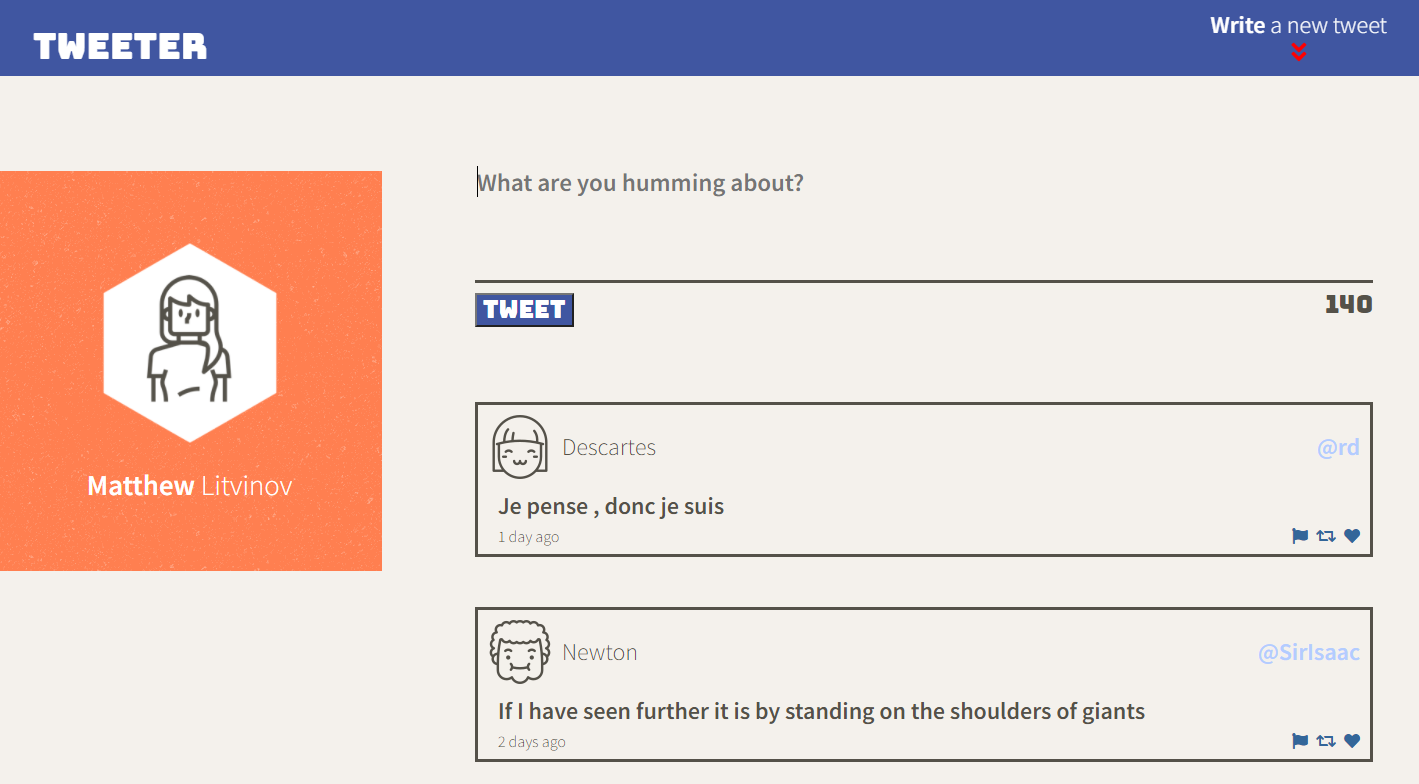 TWEETER
Write a new tweet
What are you humming about?
TWEET
140
Matthew Litvinov
Descartes
@rd
Je pense , donc je suis
1 day ago
Newton
@SirIsaac
If I have seen further it is by standing on the shoulders of giants
2 days ago